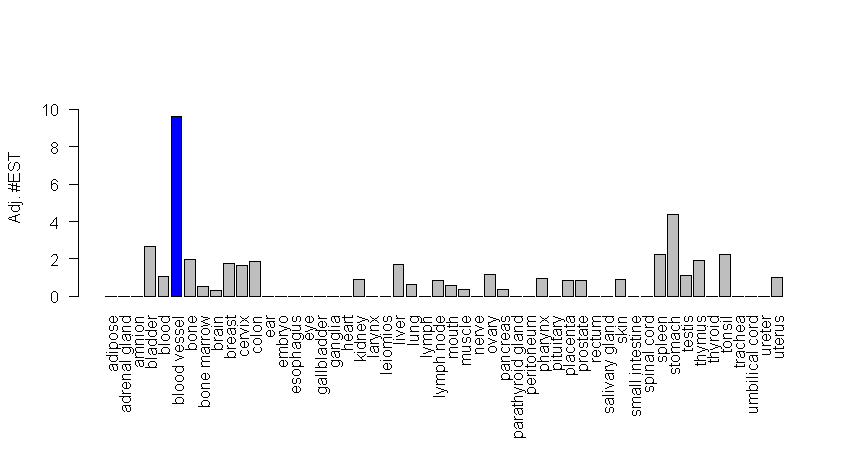 Adj. #EST
10
8
6
4
2
0
adipose
adrenal gland
amnion
bladder
blood
blood vessel
bone
bone marrow
brain
breast
cervix
colon
ear
embryo
esophagus
eye
gallbladder
ganglia
heart
kidney
larynx
leiomios
liver
lung
lymph
lymph node
mouth
muscle
nerve
ovary
pancreas
parathyroid gland
peritoneum
pharynx
pituitary
placenta
prostate
rectum
salivary gland
skin
small intestine
spinal cord
spleen
stomach
testis
thymus
thyroid
tonsil
trachea
umbilical cord
ureter
uterus